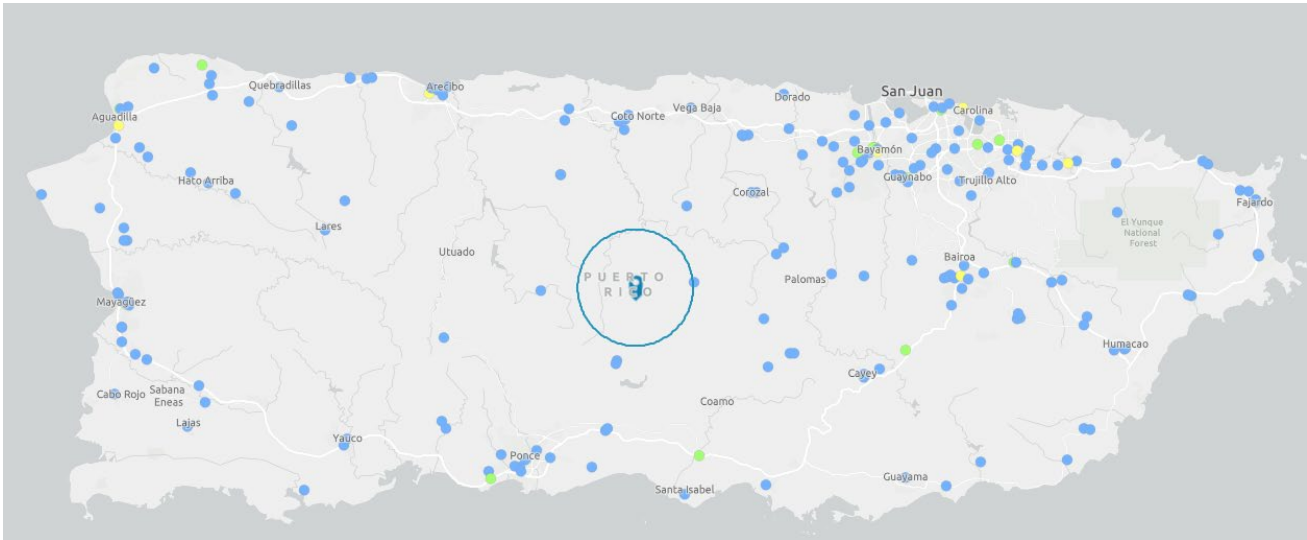 San Juan
Quebradillas
Arecibo
Dorado
Vega Baja
Carolina
Aguadilla
Coto Norte
Bayamón
Guaynabo
Trujillo Alto
Hato Arriba
Corozal
Fajardo
Lares
El Yunque
National
Forest
Utuado
Bairoa
PUERTO
RICO
Palomas
Mayagüez
Humacao
Cayey
Cabo Rojo
Sabana
Eneas
Coamo
Lajas
Yauco
Ponce
Guayama
Santa Isabel